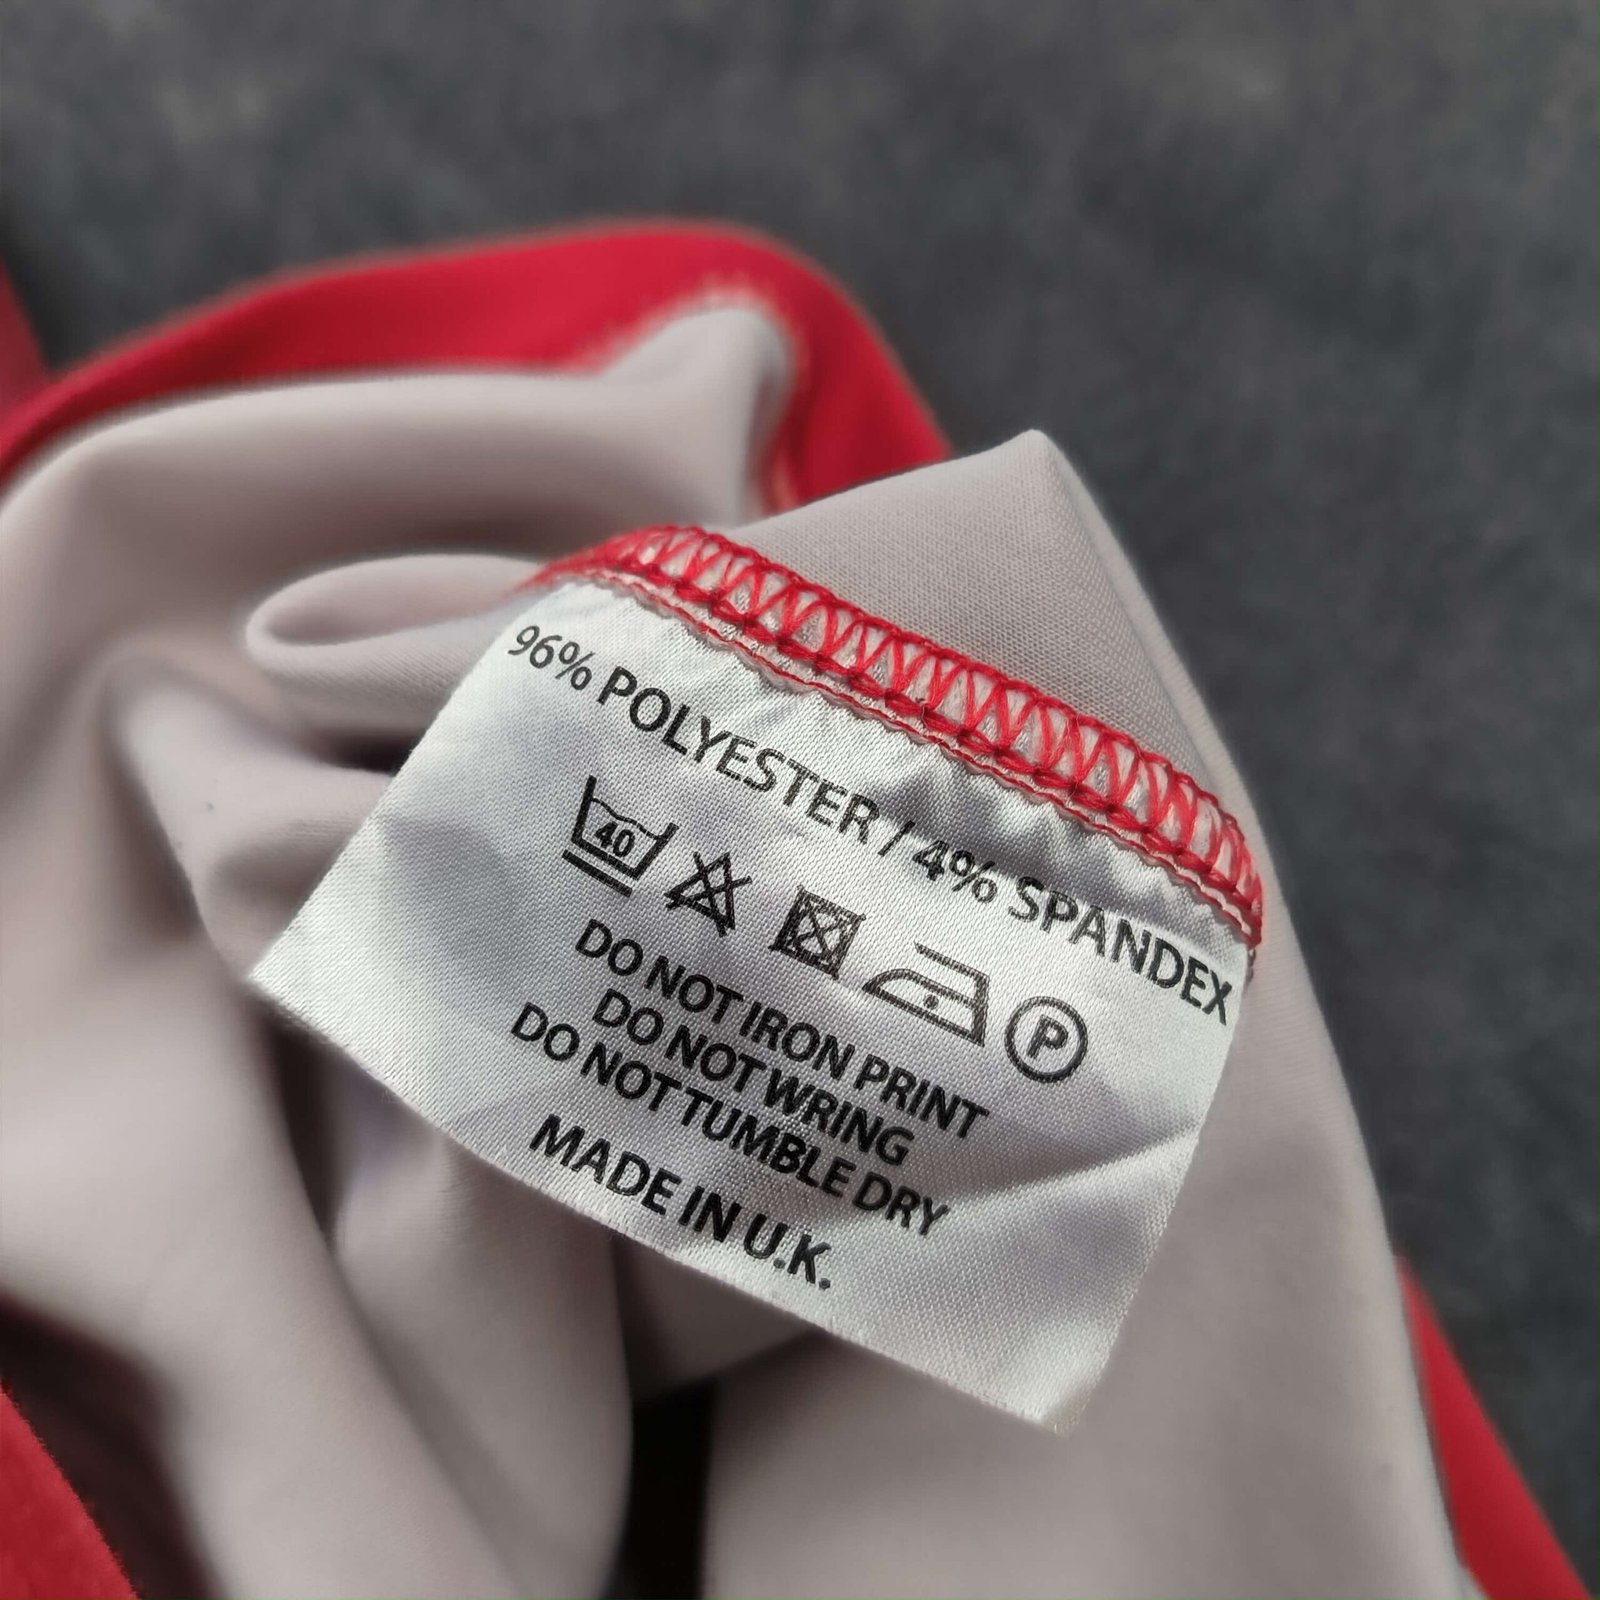 96% POLYESTER / 4% SPANDEX
40 P
DO NOT IRON PRINT
DO NOT WRING
DO NOT TUMBLE DRY
MADE IN U.K.